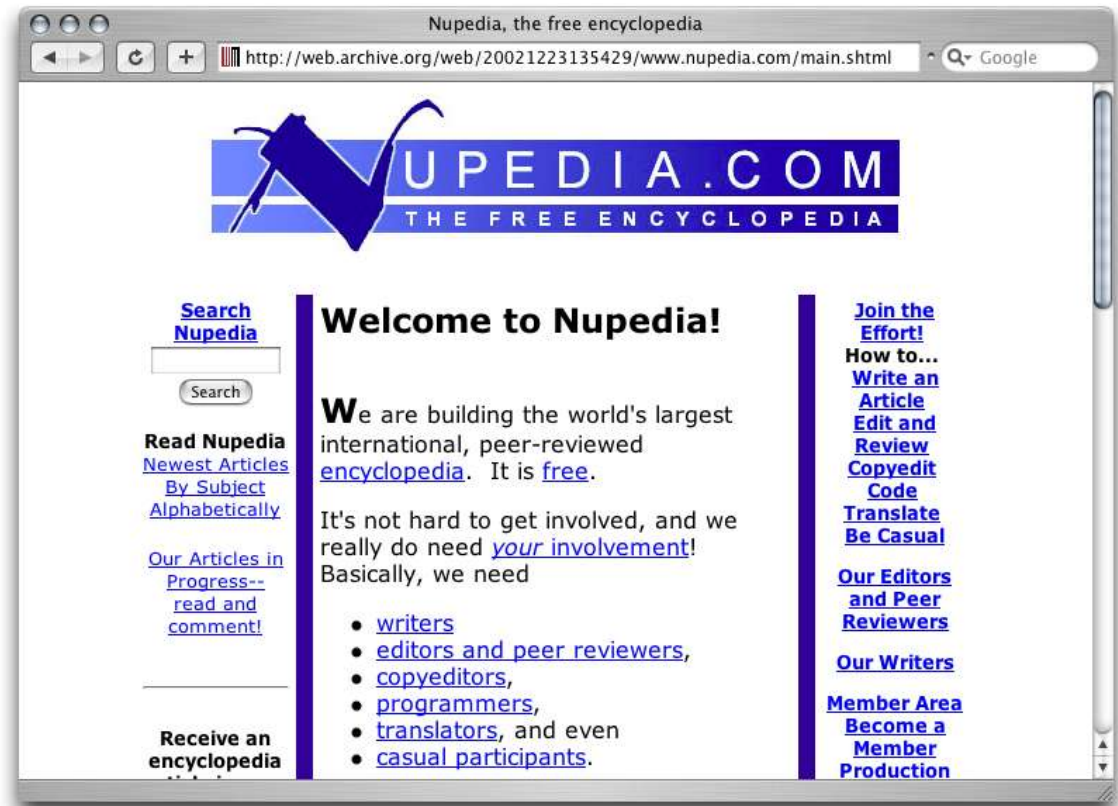 Nupedia, the free encyclopedia
http://web.archive.org/web/20021223135429/www.nupedia.com/main.shtml
Google
NUPEDIA.COM
THE FREE ENCYCLOPEDIA
Search
Nupedia
Search
Read Nupedia
Newest Articles
By Subject
Alphabetically
Our Articles in
Progress--
read and
comment!
Receive an
encyclopedia
Welcome to Nupedia!
We are building the world's largest
international, peer-reviewed
encyclopedia. It is free.
It's not hard to get involved, and we
really do need your involvement!
Basically, we need
• writers
• editors and peer reviewers,
• copyeditors,
• programmers,
• translators, and even
• casual participants.
Join the
Effort!
How to...
Write an
Article
Edit and
Review
Copyedit
Code
Translate
Be Casual
Our Editors
and Peer
Reviewers
Our Writers
Member Area
Become a
Member
Production